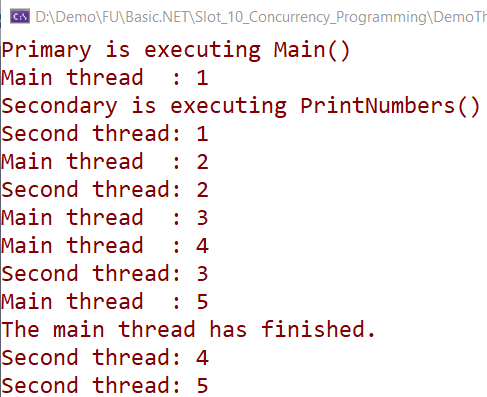 D:\Demo\FU\Basic.NET\Slot_10_Concurrency_Programming\DemoTh
Primary is executing Main()
Main thread  : 1
Secondary is executing PrintNumbers()
Second thread: 1
Main thread  : 2
Second thread: 2
Main thread  : 3
Main thread  : 4
Second thread: 3
Main thread  : 5
The main thread has finished.
Second thread: 4
Second thread: 5